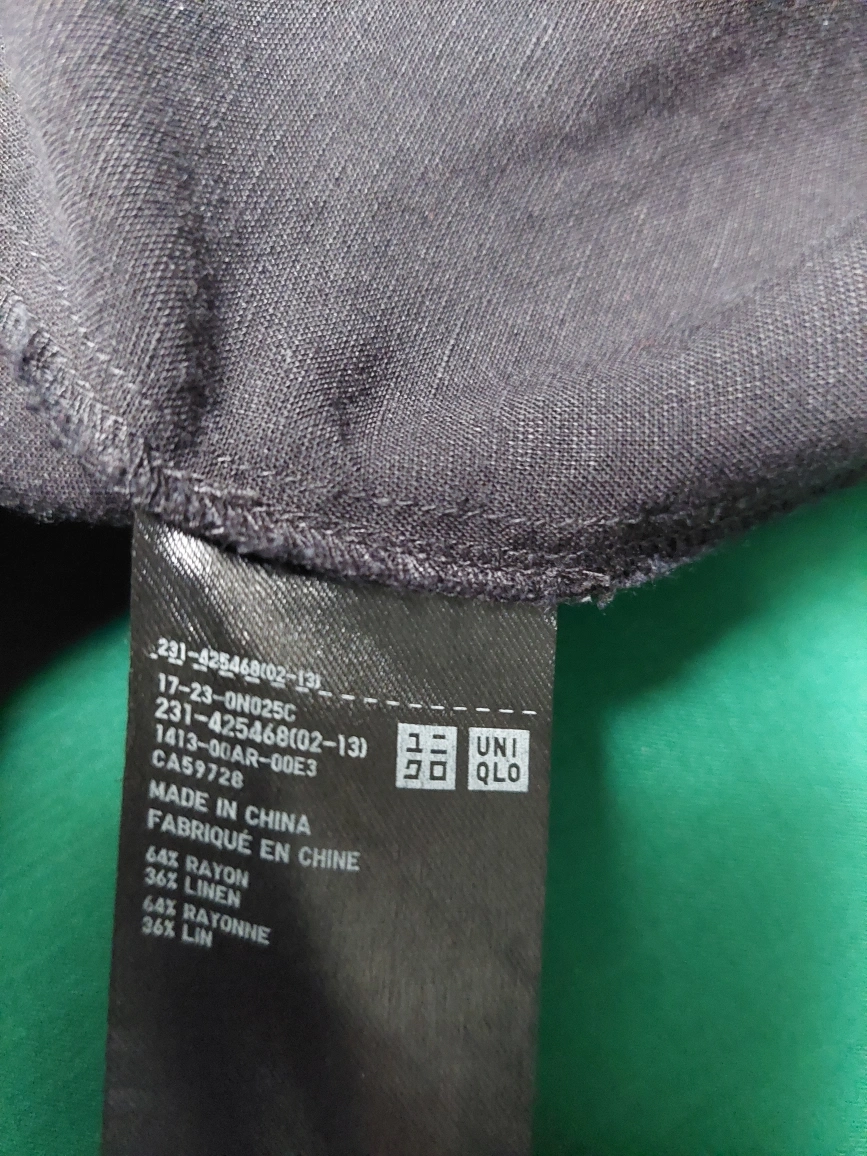 231-425468(02-13)
17-23-0N025C
231-425468(02-13)
1413-00AR-00E3
CA59728
MADE IN CHINA
FABRIQUÉ EN CHINE
64% RAYON
36% LINEN
64% RAYONNE
36% LIN
ユニ
クロ
UNI
QLO